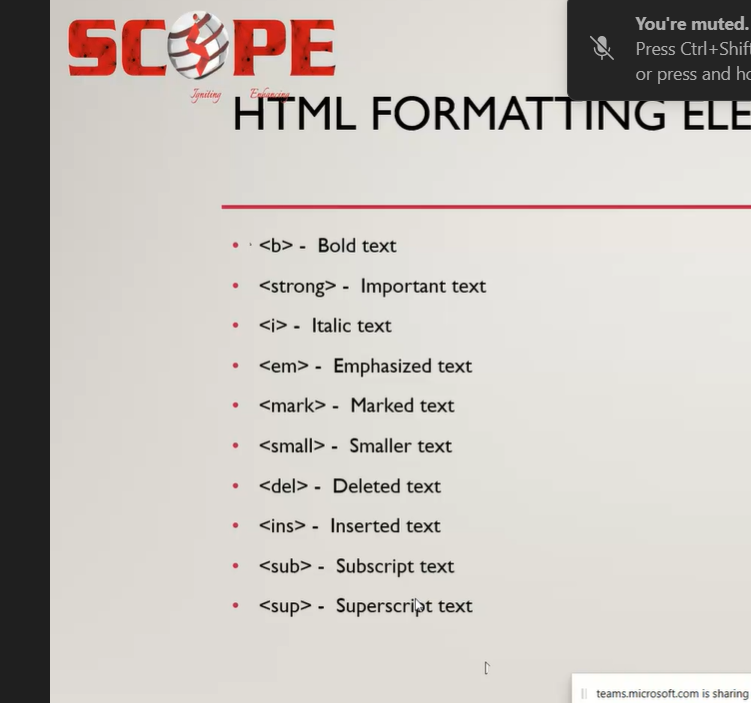 SCOPE
Igniting Enhancing
You're muted.
Press Ctrl+Shif
or press and ho
HTML FORMATTING ELE
• <b> - Bold text
• <strong> - Important text
• <i> - Italic text
• <em> - Emphasized text
• <mark> - Marked text
• <small> - Smaller text
• <del> - Deleted text
• <ins> - Inserted text
• <sub> - Subscript text
• <sup> - Superscript text
teams.microsoft.com is sharing